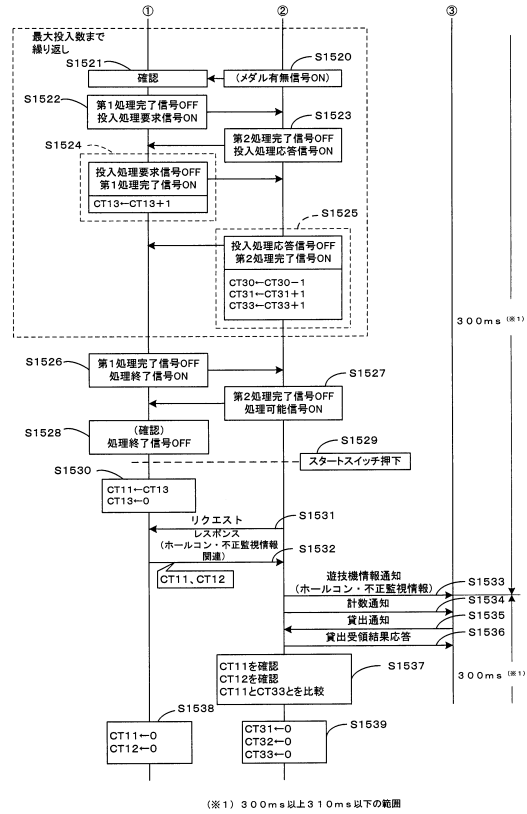 ①
②
③
最大投入数まで
繰り返し
S1520
S1521
確認
(メダル有無信号ON)
S1522
第1処理完了信号OFF
投入処理要求信号ON
S1523
第2処理完了信号OFF
投入処理応答信号ON
S1524
投入処理要求信号OFF
第1処理完了信号ON
CT13←CT13+1
S1525
投入処理応答信号OFF
第2処理完了信号ON
CT30←CT30-1
CT31←CT31+1
CT33←CT33+1
300ms(※1)
S1526
第1処理完了信号OFF
処理終了信号ON
S1527
第2処理完了信号OFF
処理可能信号ON
S1528
(確認)
処理終了信号OFF
S1529
スタートスイッチ押下
S1530
CT11←CT13
CT13←0
リクエスト
S1531
レスポンス
(ホールコン・不正監視情報
関連)
S1532
CT11、CT12
遊技機情報通知
(ホールコン・不正監視情報)
S1533
計数通知
S1534
貸出通知
S1535
貸出受領結果応答
S1536
CT11を確認
CT12を確認
CT11とCT33とを比較
S1537
300ms(※1)
S1538
CT11←0
CT12←0
S1539
CT31←0
CT32←0
CT33←0
(※1)300ms以上310ms以下の範囲